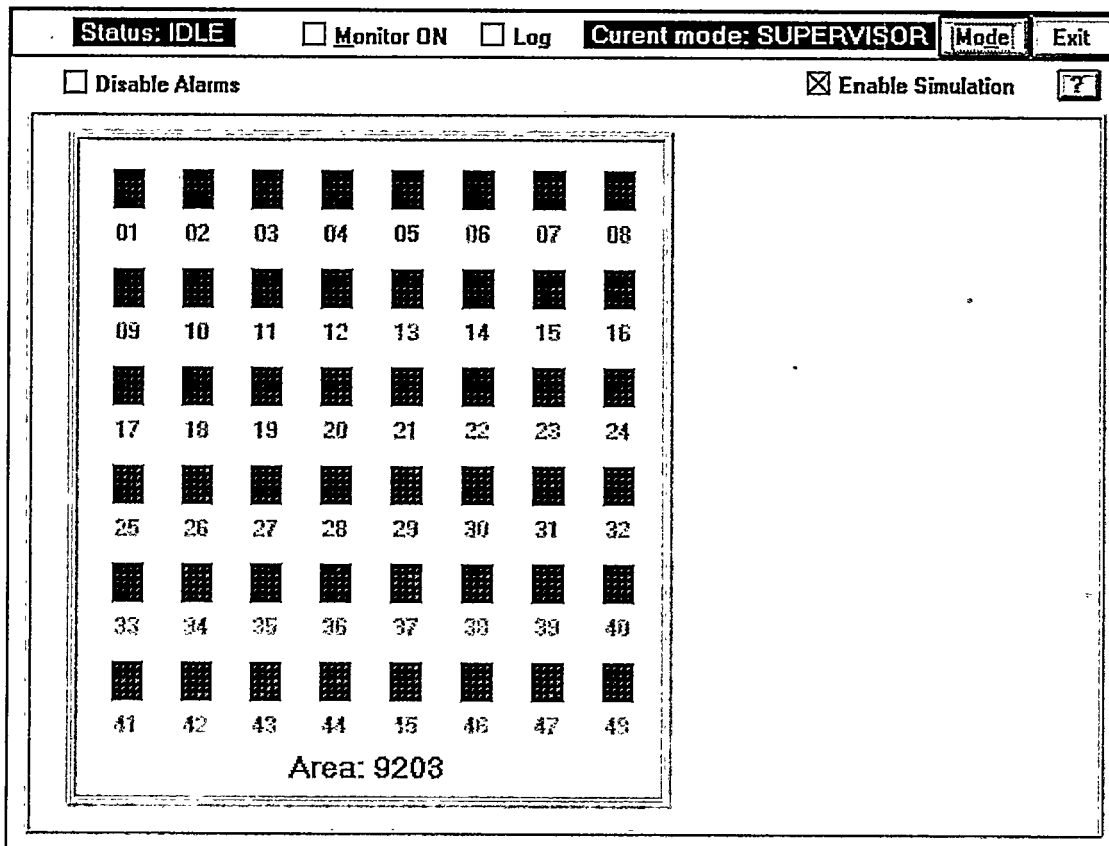 Status: IDLE Monitor ON Log Curent mode: SUPERVISOR Mode Exit
Disable Alarms Enable Simulation ?
01 02 03 04 05 06 07 08
09 10 11 12 13 14 15 16
17 18 19 20 21 22 23 24
25 26 27 28 29 30 31 32
33 34 35 36 37 38 39 40
41 42 43 44 45 46 47 48
Area: 9203